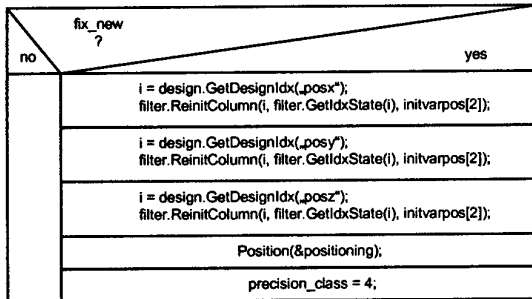 fix_new
?
no
yes
i = design.GetDesignIdx(„posx“);
filter.ReinitColumn(i, filter.GetIdxState(i), initvarpos[2]);
i = design.GetDesignIdx(„posy“);
filter.ReinitColumn(i, filter.GetIdxState(i), initvarpos[2]);
i = design.GetDesignIdx(„posz“);
filter.ReinitColumn(i, filter.GetIdxState(i), initvarpos[2]);
Position(&positioning);
precision_class = 4;